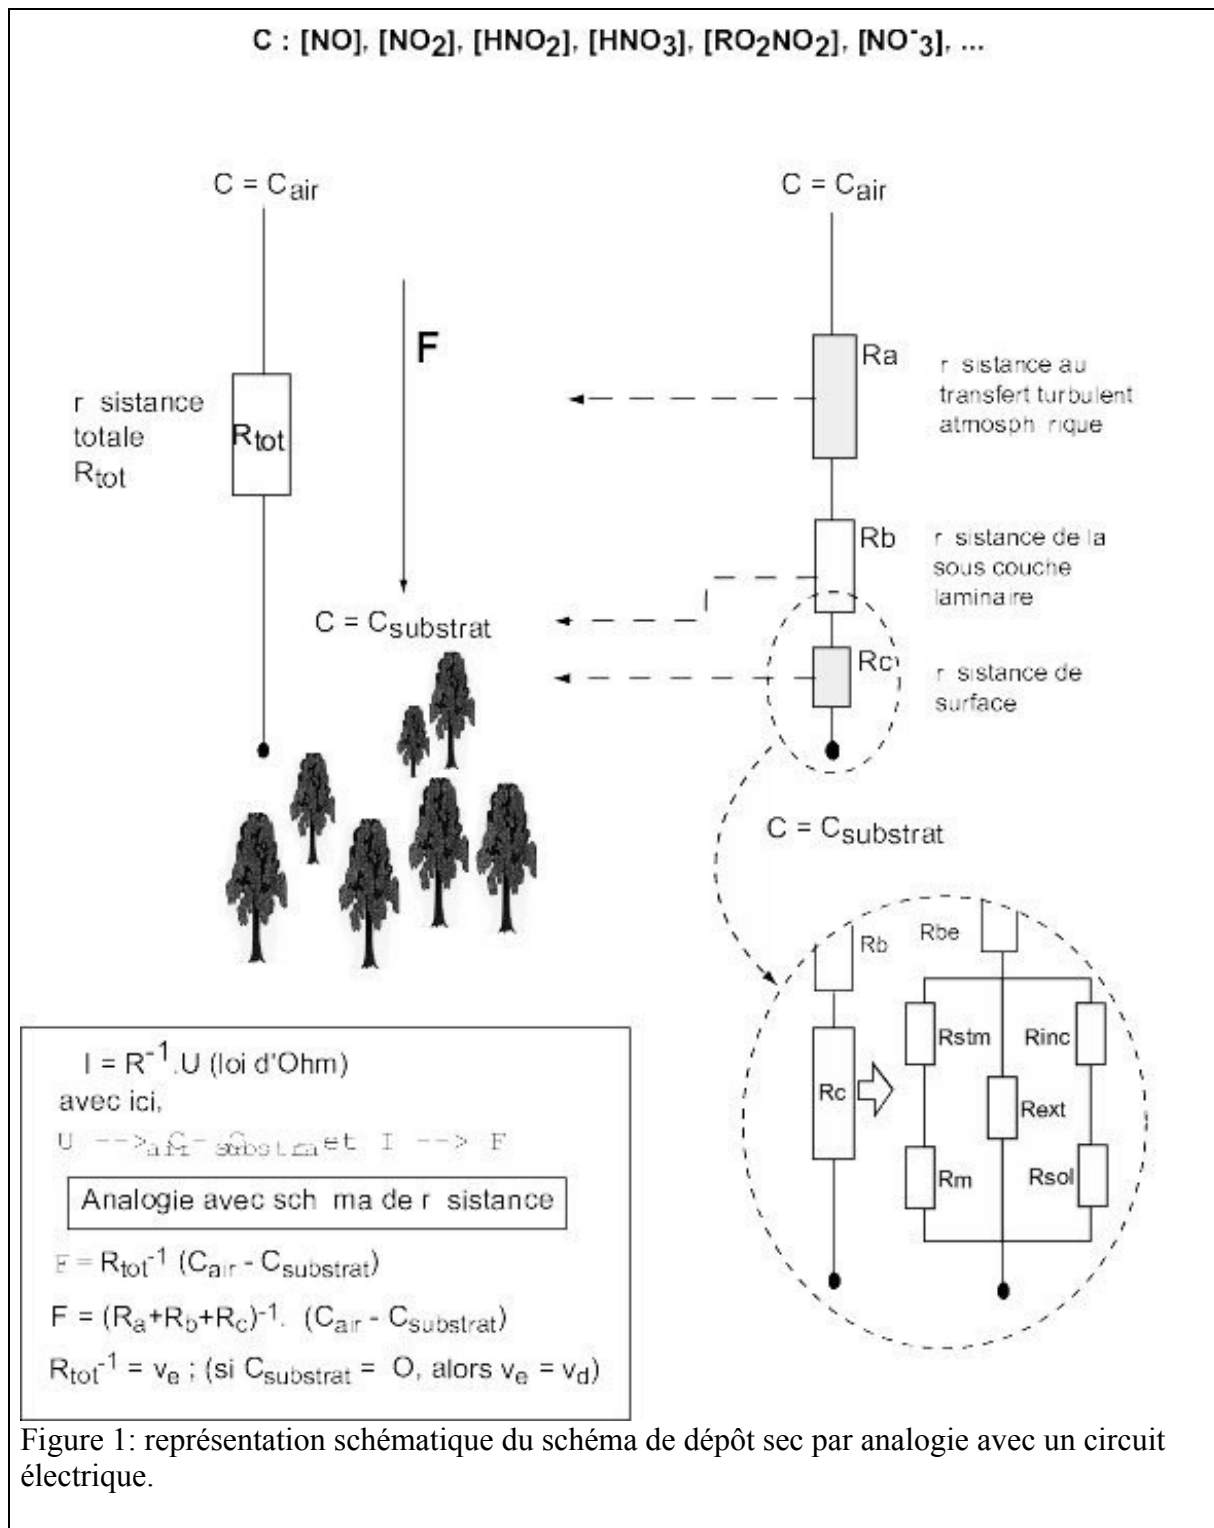 C : [NO], [NO2], [HNO2], [HNO3], [RO2NO2], [NO-3], ...
C = Cair
C = Cair
F
r sistance
totale
Rtot
Rtot
Ra
r sistance au
transfert turbulent
atmosph rique
Rb
r sistance de la
sous couche
laminaire
C = Csubstrat
Rc
r sistance de
surface
C = Csubstrat
Rb
Rbe
Rstm
Rinc
Rc
Rext
Rm
Rsol
I = R-1.U (loi d'Ohm)
avec ici,
U --> et I --> F
Analogie avec sch ma de r sistance
F = Rtot-1 (Cair - Csubstrat)
F = (Ra+Rb+Rc)-1. (Cair - Csubstrat)
Rtot-1 = ve ; (si Csubstrat = O, alors ve = vd)
Figure 1: représentation schématique du schéma de dépôt sec par analogie avec un circuit
électrique.